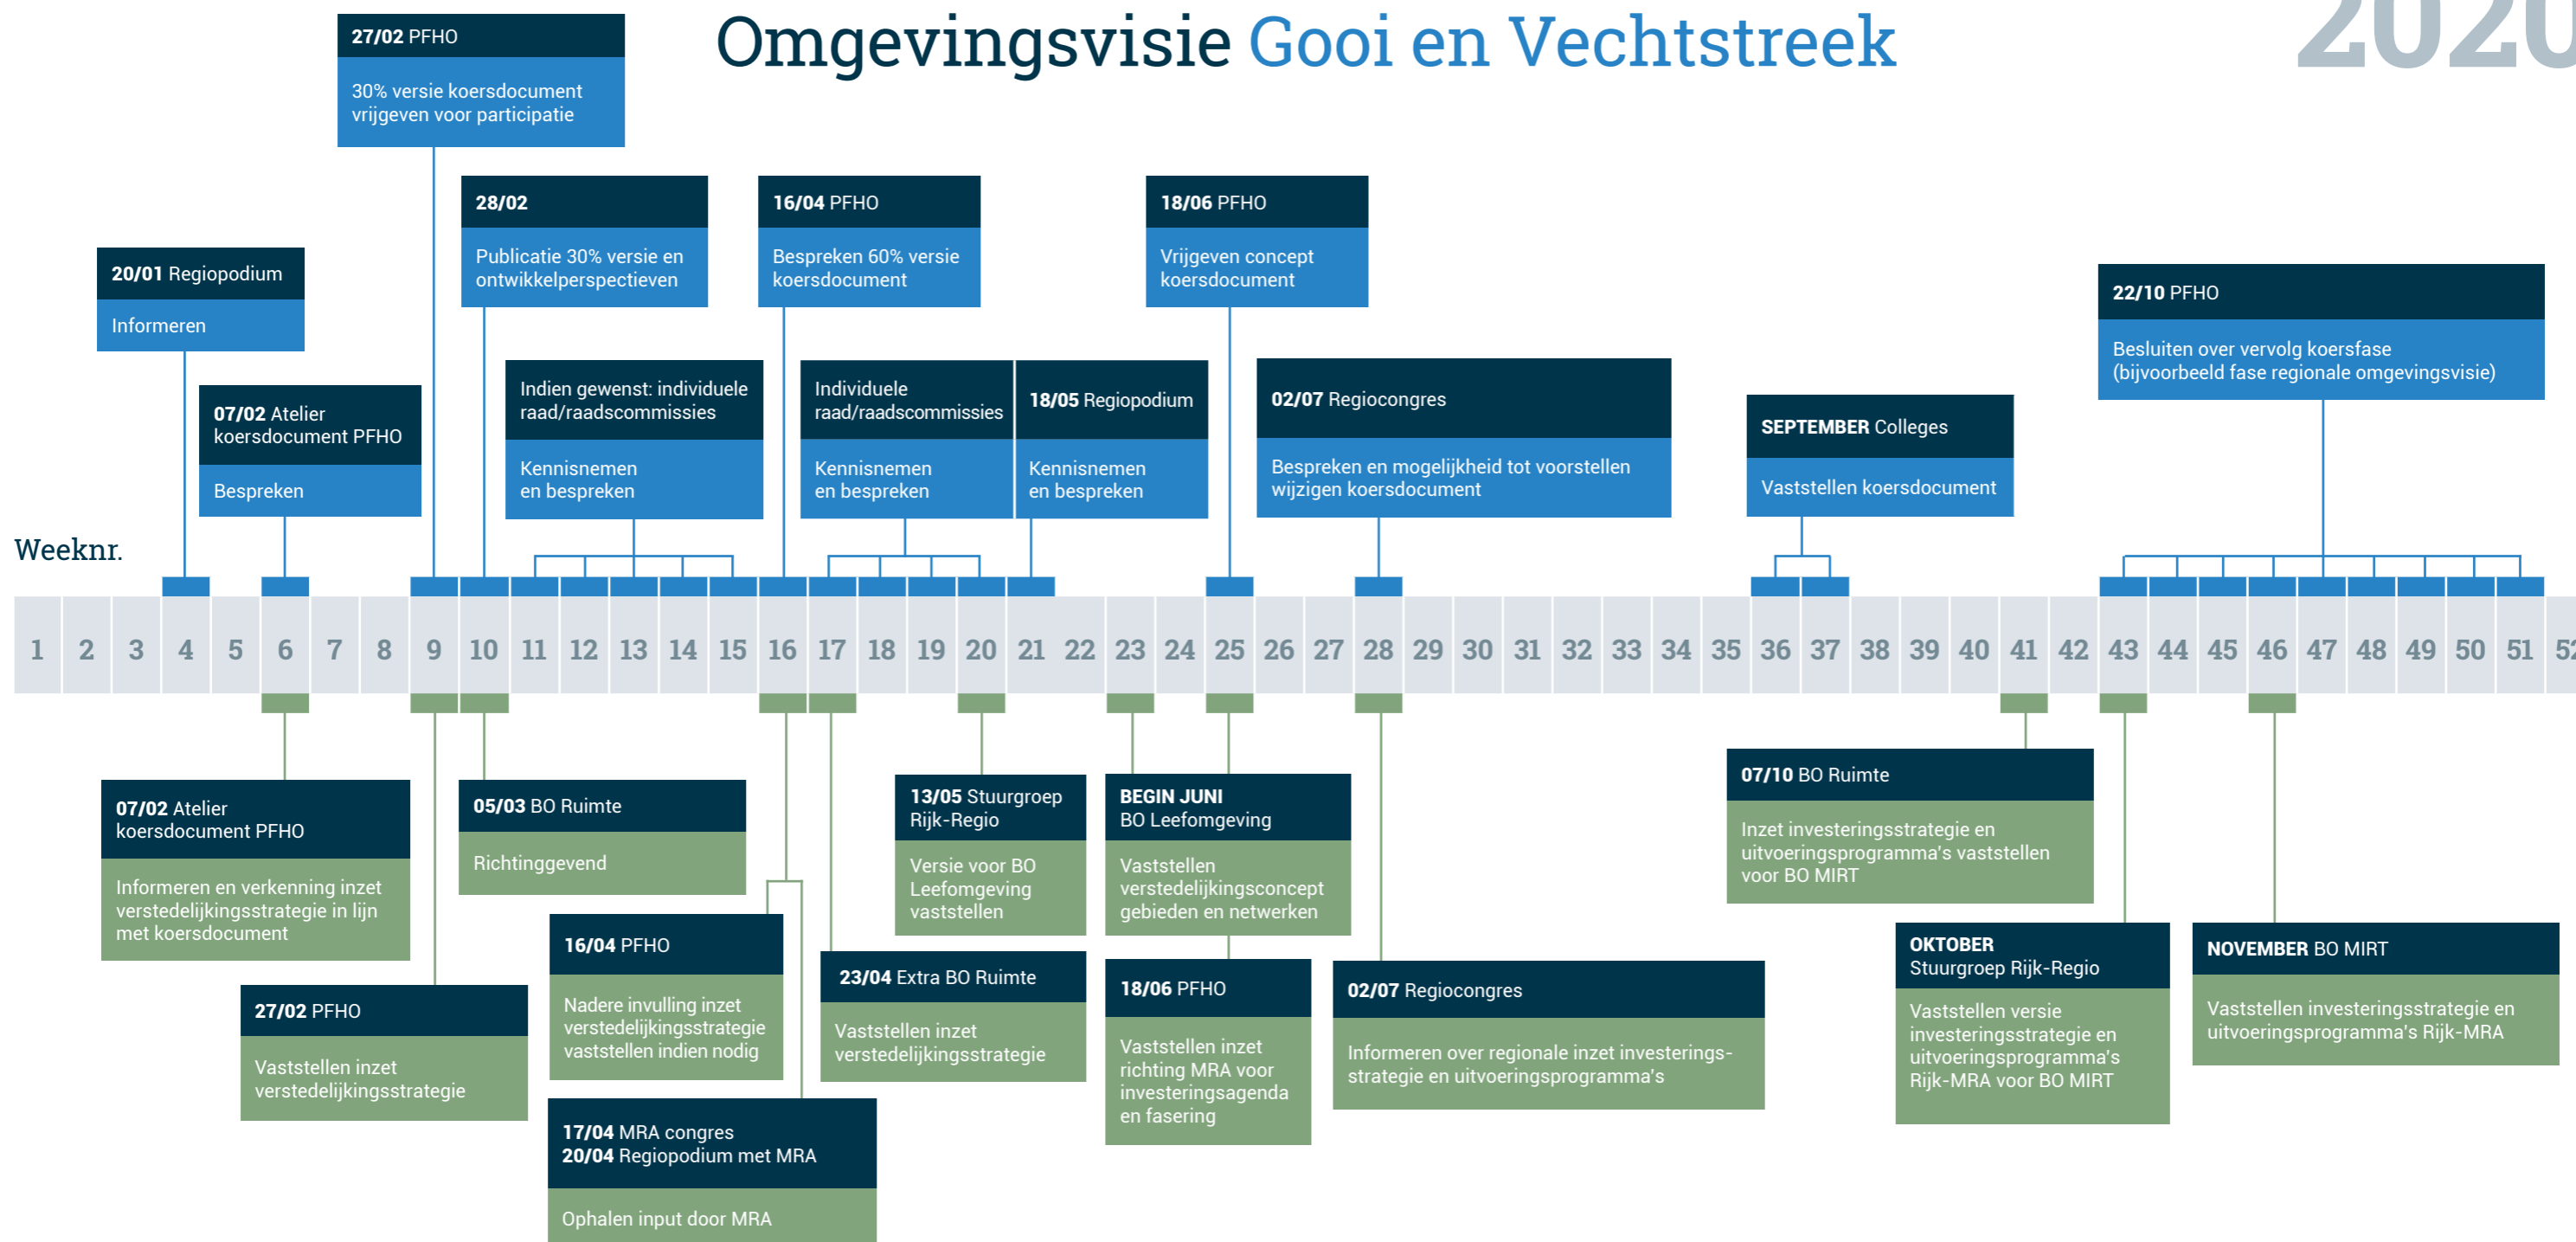 Omgevingsvisie Gooi en Vechtstreek
2020
27/02 PFHO
30% versie koersdocument
vrijgeven voor participatie
28/02
Publicatie 30% versie en
ontwikkelperspectieven
16/04 PFHO
Bespreken 60% versie
koersdocument
18/06 PFHO
Vrijgeven concept
koersdocument
20/01 Regiopodium
Informeren
22/10 PFHO
Besluiten over vervolg koersfase
(bijvoorbeeld fase regionale omgevingsvisie)
07/02 Atelier
koersdocument PFHO
Bespreken
Indien gewenst: individuele
raad/raadscommissies
Kennisnemen
en bespreken
Individuele
raad/raadscommissies
Kennisnemen
en bespreken
18/05 Regiopodium
Kennisnemen
en bespreken
02/07 Regiocongres
Bespreken en mogelijkheid tot voorstellen
wijzigen koersdocument
SEPTEMBER Colleges
Vaststellen koersdocument
Weeknr.
1 2 3 4 5 6 7 8 9 10 11 12 13 14 15 16 17 18 19 20 21 22 23 24 25 26 27 28 29 30 31 32 33 34 35 36 37 38 39 40 41 42 43 44 45 46 47 48 49 50 51 52
07/02 Atelier
koersdocument PFHO
Informeren en verkenning inzet
verstedelijkingsstrategie in lijn
met koersdocument
27/02 PFHO
Vaststellen inzet
verstedelijkingsstrategie
05/03 BO Ruimte
Richtinggevend
16/04 PFHO
Nadere invulling inzet
verstedelijkingsstrategie
vaststellen indien nodig
17/04 MRA congres
20/04 Regiopodium met MRA
Ophalen input door MRA
23/04 Extra BO Ruimte
Vaststellen inzet
verstedelijkingsstrategie
13/05 Stuurgroep
Rijk-Regio
Versie voor BO
Leefomgeving
vaststellen
BEGIN JUNI
BO Leefomgeving
Vaststellen
verstedelijkingsconcept
gebieden en netwerken
18/06 PFHO
Vaststellen inzet
richting MRA voor
investeringsagenda
en fasering
02/07 Regiocongres
Informeren over regionale inzet investerings-
strategie en uitvoeringsprogramma's
07/10 BO Ruimte
Inzet investeringsstrategie en
uitvoeringsprogramma's vaststellen
voor BO MIRT
OKTOBER
Stuurgroep Rijk-Regio
Vaststellen versie
investeringsstrategie en
uitvoeringsprogramma's
Rijk-MRA voor BO MIRT
NOVEMBER BO MIRT
Vaststellen investeringsstrategie en
uitvoeringsprogramma's Rijk-MRA